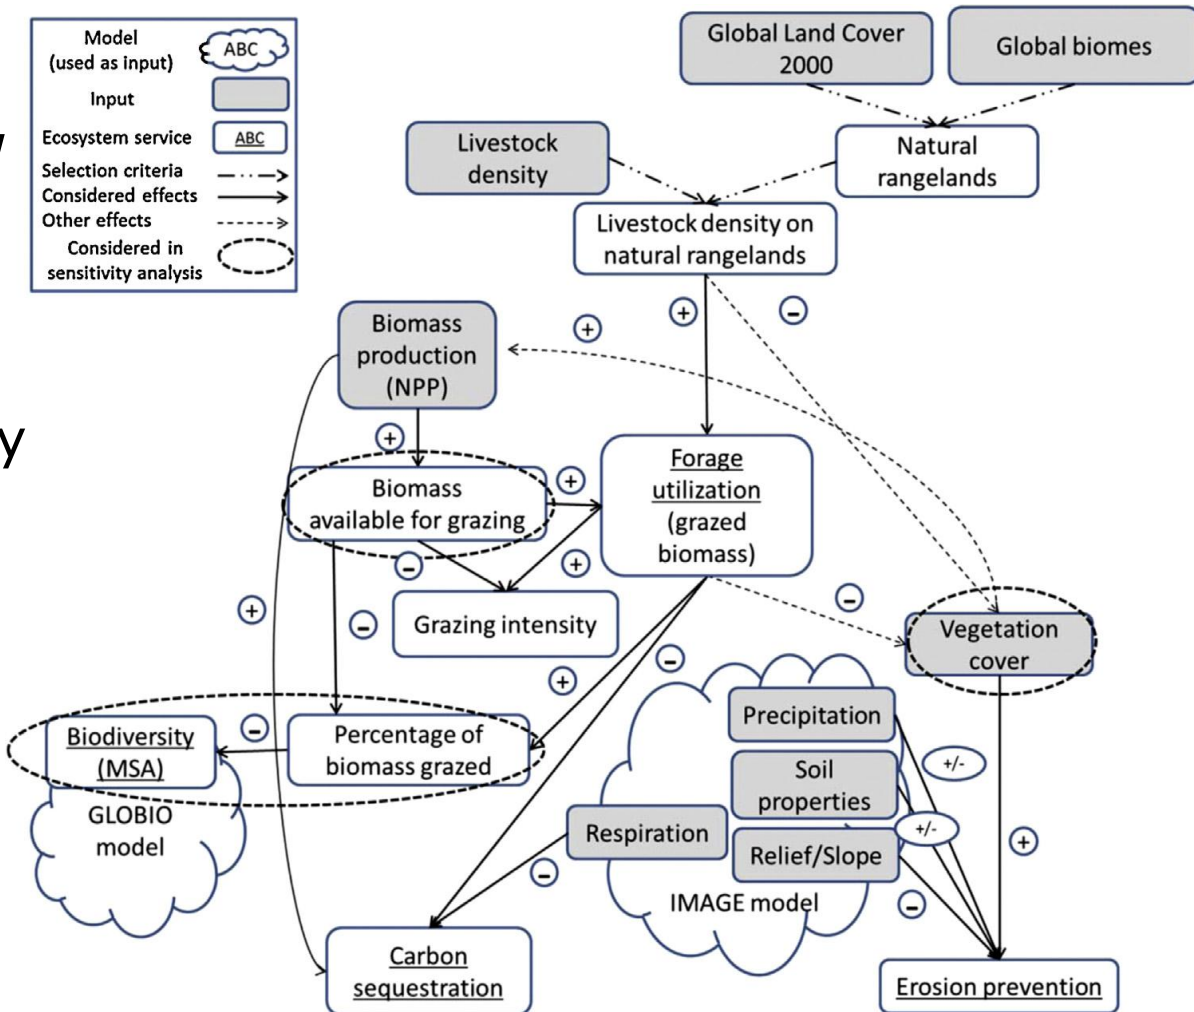 Model
(used as input)
ABC
Input
Ecosystem service
ABC
Selection criteria
Considered effects
Other effects
Considered in
sensitivity analysis
y
Global Land Cover
2000
Global biomes
Livestock
density
Natural
rangelands
Livestock density on
natural rangelands
+
+
-
Biomass
production
(NPP)
+
Biomass
available for grazing
+
Forage
utilization
(grazed
biomass)
-
+
Grazing intensity
+
-
-
Vegetation
cover
+
-
Biodiversity
(MSA)
-
Percentage of
biomass grazed
Precipitation
+/-
Soil
properties
GLOBIO
model
Respiration
+/-
Relief/Slope
+
-
IMAGE model
-
Carbon
sequestration
Erosion prevention